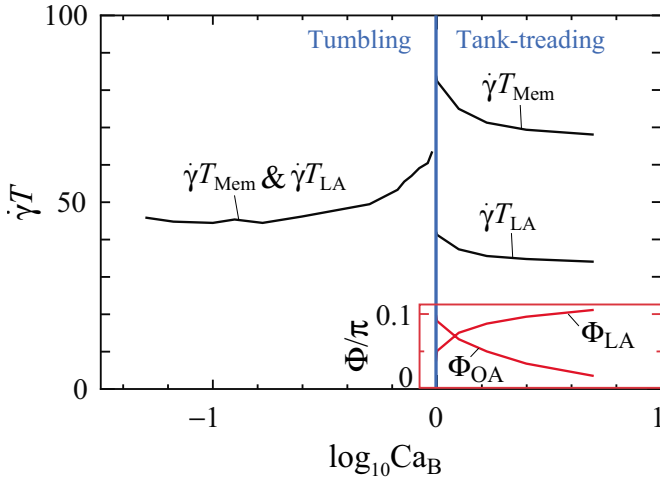 100
Tumbling
Tank-treading
γ̇T_Mem
γ̇T_Mem & γ̇T_LA
γ̇T
50
γ̇T_LA
0.1
Φ/π
Φ_LA
Φ_OA
0
0
−1
0
1
log₁₀Ca_B